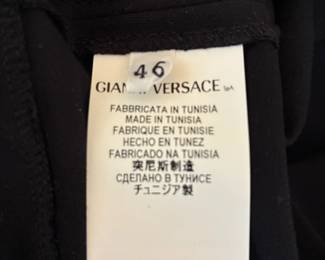 46
GIANNI VERSACE SpA
FABBRICATA IN TUNISIA
MADE IN TUNISIA
FABRIQUE EN TUNISIE
HECHO EN TUNEZ
FABRICADO NA TUNISIA
突尼斯制造
СДЕЛАНО В ТУНИСЕ
チュニジア製